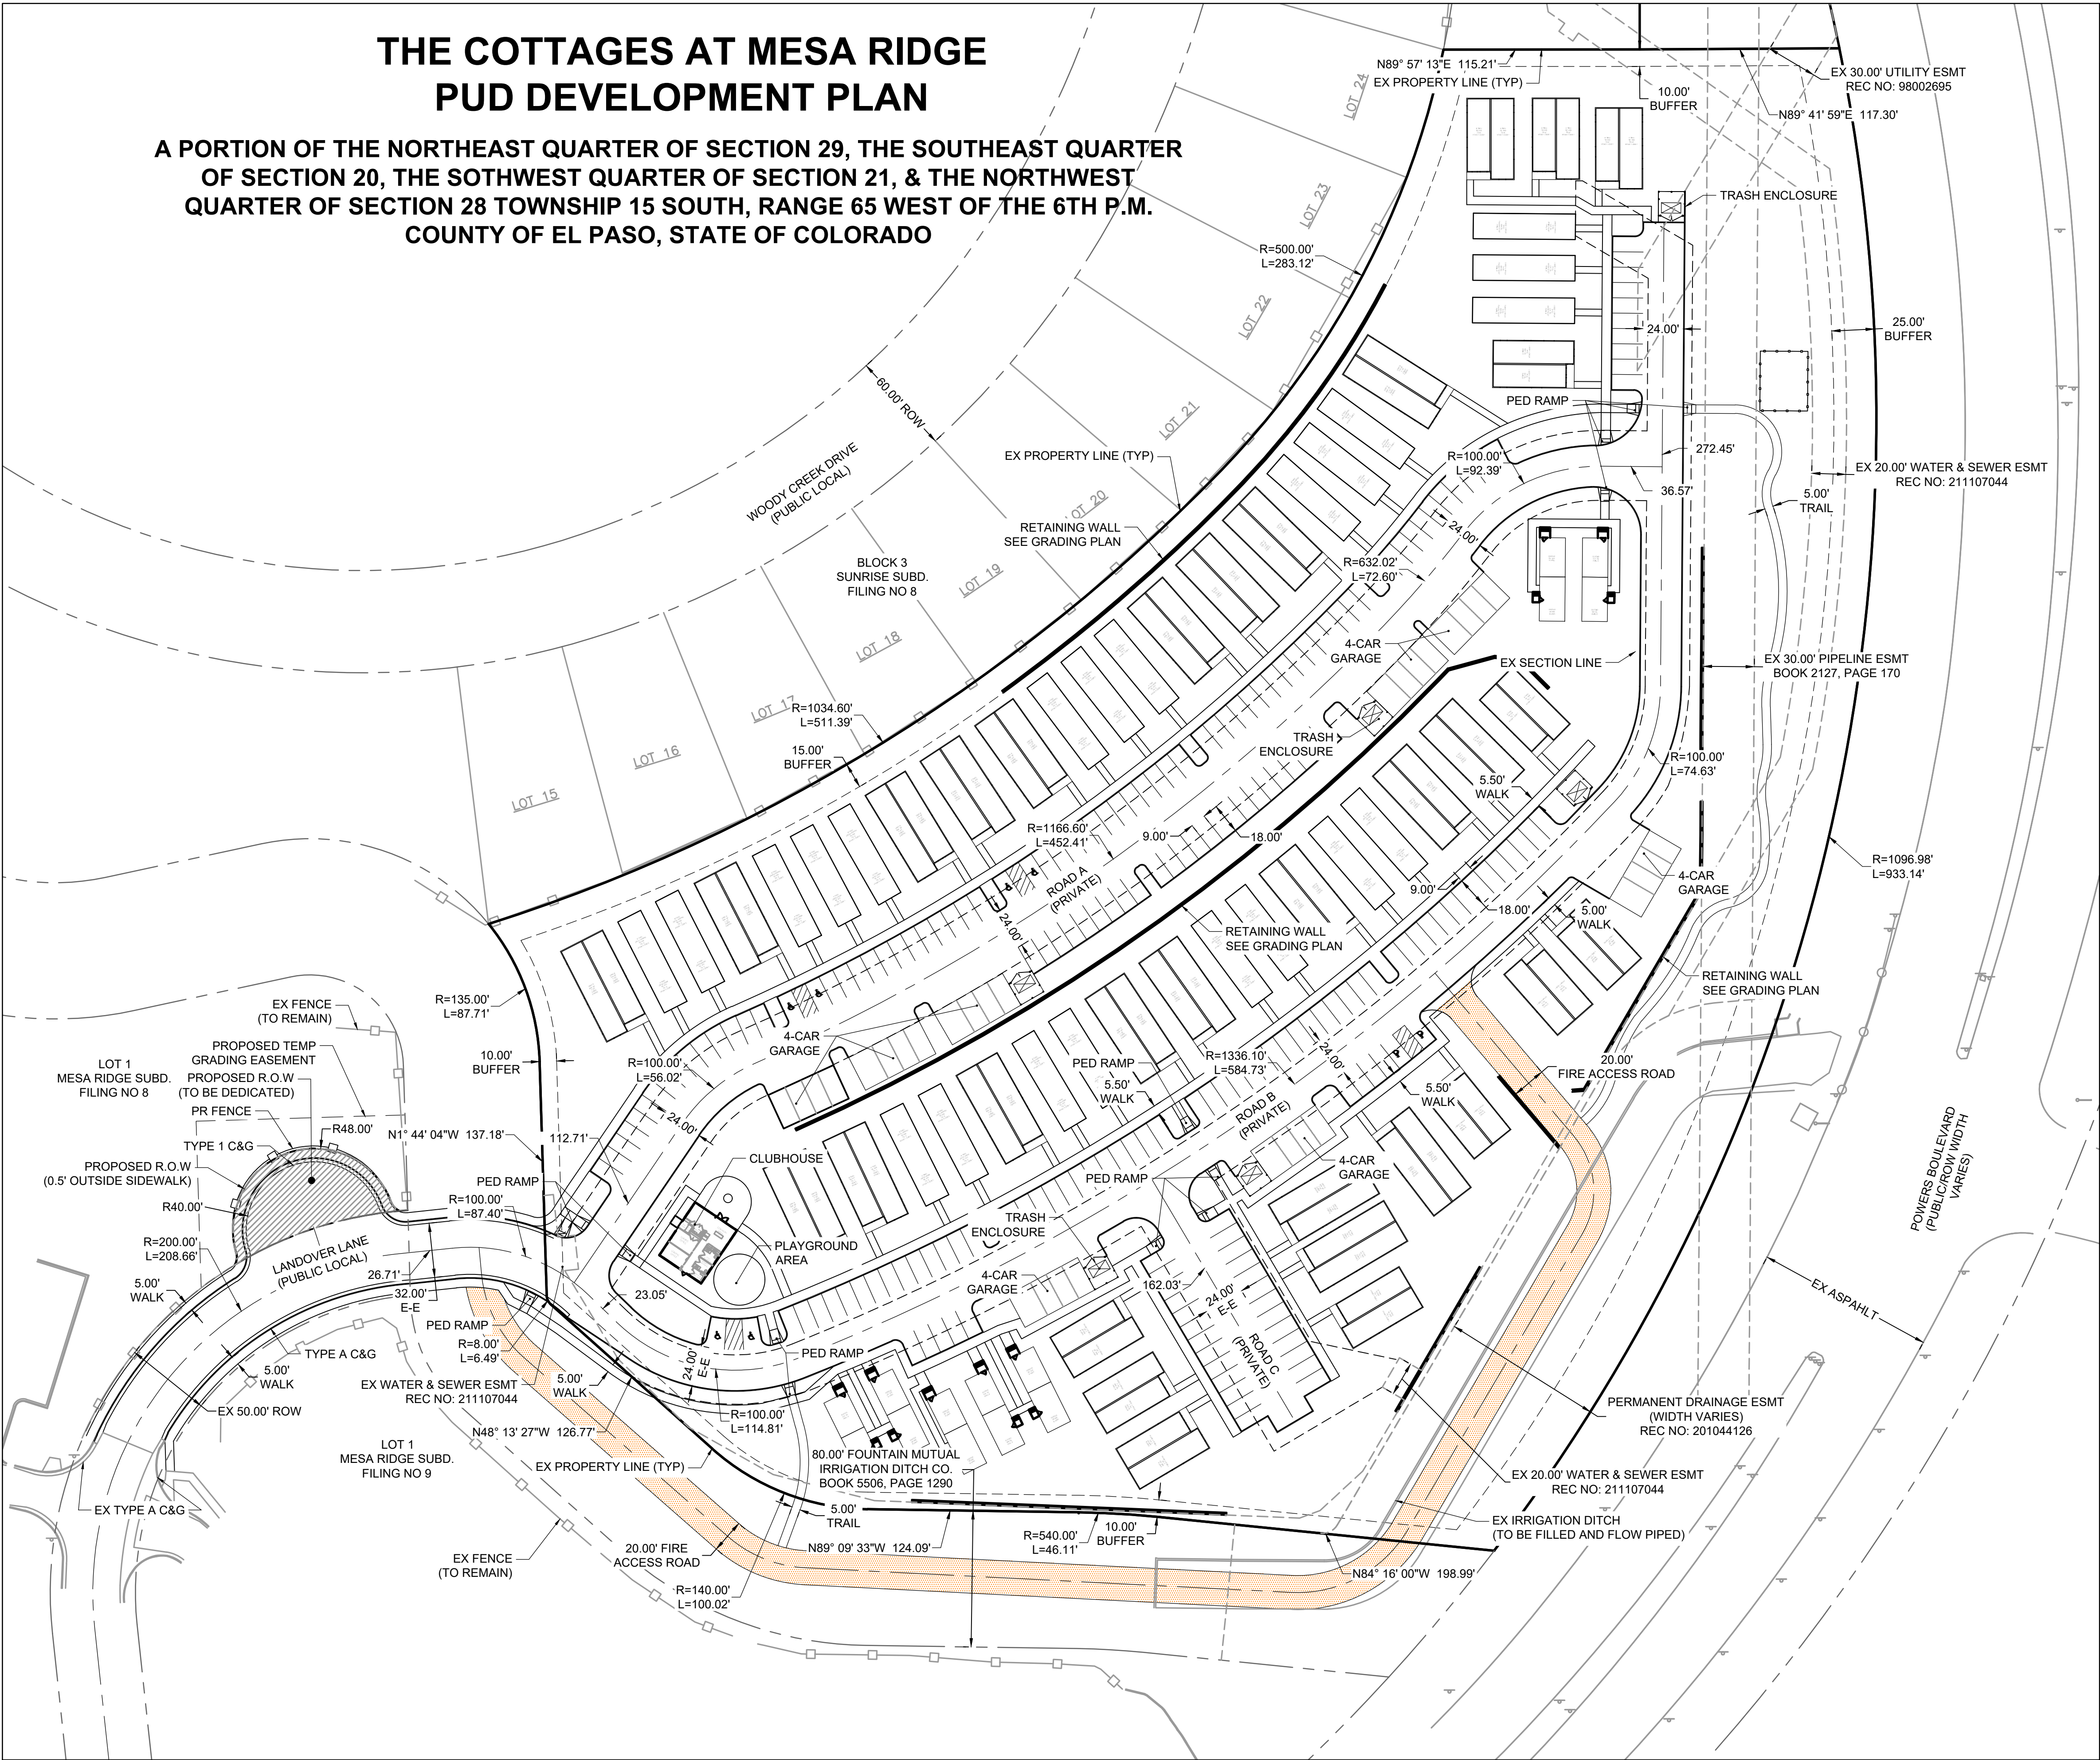 THE COTTAGES AT MESA RIDGE
PUD DEVELOPMENT PLAN
A PORTION OF THE NORTHEAST QUARTER OF SECTION 29, THE SOUTHEAST QUARTER
OF SECTION 20, THE SOTHWEST QUARTER OF SECTION 21, & THE NORTHWEST
QUARTER OF SECTION 28 TOWNSHIP 15 SOUTH, RANGE 65 WEST OF THE 6TH P.M.
COUNTY OF EL PASO, STATE OF COLORADO
N89° 57' 13"E 115.21'
EX PROPERTY LINE (TYP)
10.00'
BUFFER
EX 30.00' UTILITY ESMT
REC NO: 98002695
N89° 41' 59"E 117.30'
LOT 24
TRASH ENCLOSURE
LOT 23
R=500.00'
L=283.12'
LOT 22
24.00'
25.00'
BUFFER
60.00' ROW
PED RAMP
LOT 21
EX PROPERTY LINE (TYP)
R=100.00'
L=92.39'
272.45'
36.57'
EX 20.00' WATER & SEWER ESMT
REC NO: 211107044
5.00'
TRAIL
WOODY CREEK DRIVE
(PUBLIC LOCAL)
LOT 20
RETAINING WALL
SEE GRADING PLAN
24.00'
BLOCK 3
SUNRISE SUBD.
FILING NO 8
LOT 19
R=632.02'
L=72.60'
LOT 18
4-CAR
GARAGE
EX SECTION LINE
EX 30.00' PIPELINE ESMT
BOOK 2127, PAGE 170
LOT 17
R=1034.60'
L=511.39'
TRASH
ENCLOSURE
15.00'
BUFFER
LOT 16
R=100.00'
L=74.63'
5.50'
WALK
LOT 15
R=1166.60'
L=452.41'
9.00'
18.00'
R=1096.98'
L=933.14'
ROAD A
(PRIVATE)
9.00'
4-CAR
GARAGE
18.00'
5.00'
WALK
24.00'
RETAINING WALL
SEE GRADING PLAN
RETAINING WALL
SEE GRADING PLAN
R=135.00'
L=87.71'
EX FENCE
(TO REMAIN)
PROPOSED TEMP
GRADING EASEMENT
LOT 1
MESA RIDGE SUBD.
FILING NO 8
PROPOSED R.O.W
(TO BE DEDICATED)
PR FENCE
10.00'
BUFFER
4-CAR
GARAGE
R=100.00'
L=56.02'
PED RAMP
5.50'
WALK
R=1336.10'
L=584.73'
24.00'
20.00'
FIRE ACCESS ROAD
5.50'
WALK
24.00'
ROAD B
(PRIVATE)
R48.00'
N1° 44' 04"W 137.18'
112.71'
TYPE 1 C&G
PROPOSED R.O.W
(0.5' OUTSIDE SIDEWALK)
CLUBHOUSE
4-CAR
GARAGE
POWERS BOULEVARD
(PUBLIC/ROW WIDTH
VARIES)
PED RAMP
PED RAMP
R=100.00'
L=87.40'
R40.00'
TRASH
ENCLOSURE
R=200.00'
L=208.66'
LANDOVER LANE
(PUBLIC LOCAL)
PLAYGROUND
AREA
26.71'
5.00'
WALK
32.00'
E-E
23.05'
4-CAR
GARAGE
162.03'
24.00'
E-E
EX ASPAHLT
PED RAMP
R=8.00'
L=6.49'
TYPE A C&G
24.00'
E-E
PED RAMP
ROAD C
(PRIVATE)
5.00'
WALK
EX WATER & SEWER ESMT
REC NO: 211107044
5.00'
WALK
EX 50.00' ROW
R=100.00'
L=114.81'
PERMANENT DRAINAGE ESMT
(WIDTH VARIES)
REC NO: 201044126
N48° 13' 27"W 126.77'
LOT 1
MESA RIDGE SUBD.
FILING NO 9
EX PROPERTY LINE (TYP)
80.00' FOUNTAIN MUTUAL
IRRIGATION DITCH CO.
BOOK 5506, PAGE 1290
EX 20.00' WATER & SEWER ESMT
REC NO: 211107044
EX TYPE A C&G
5.00'
TRAIL
EX IRRIGATION DITCH
(TO BE FILLED AND FLOW PIPED)
R=540.00'
L=46.11'
10.00'
BUFFER
EX FENCE
(TO REMAIN)
20.00' FIRE
ACCESS ROAD
N89° 09' 33"W 124.09'
N84° 16' 00"W 198.99'
R=140.00'
L=100.02'